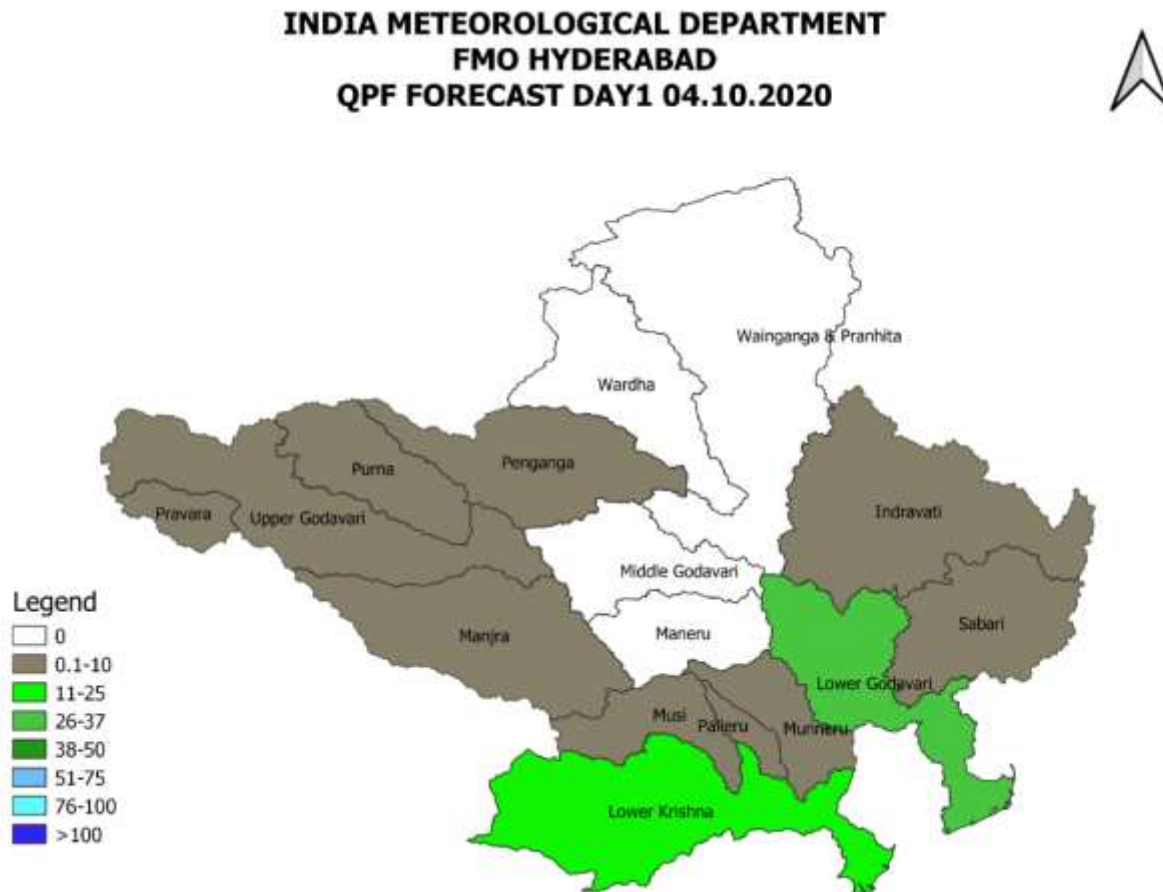 INDIA METEOROLOGICAL DEPARTMENT
FMO HYDERABAD
QPF FORECAST DAY1 04.10.2020
Wainganga & Pranhita
Wardha
Purna
Penganga
Pravara
Upper Godavari
Indravati
Middle Godavari
Maneru
Manjra
Sabari
Lower Godavari
Musi
Palleru
Munneru
Lower Krishna
Legend
0
0.1-10
11-25
26-37
38-50
51-75
76-100
>100